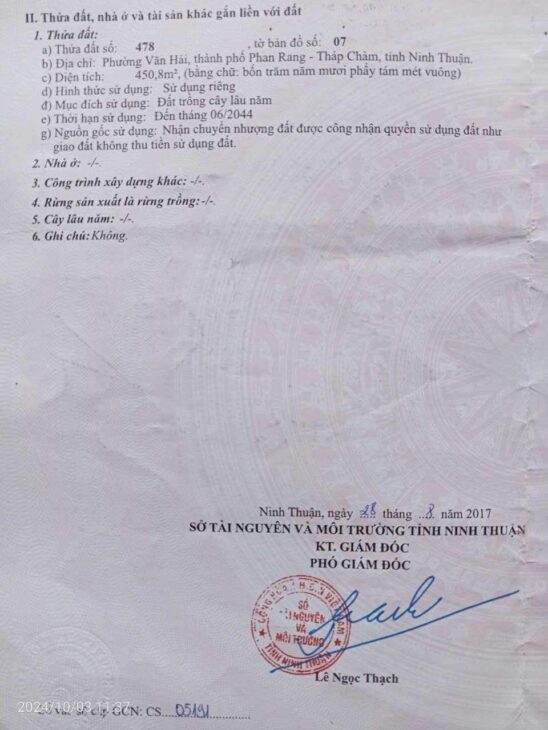 II. Thửa đất, nhà ở và tài sản khác gắn liền với đất
1. Thửa đất:
a) Thửa đất số: 478 , tờ bản đồ số: 07
b) Địa chỉ: Phường Văn Hải, thành phố Phan Rang - Tháp Chàm, tỉnh Ninh Thuận.
c) Diện tích: 450,8m², (bằng chữ: bốn trăm năm mươi phẩy tám mét vuông)
d) Hình thức sử dụng: Sử dụng riêng
đ) Mục đích sử dụng: Đất trồng cây lâu năm
e) Thời hạn sử dụng: Đến tháng 06/2044
g) Nguồn gốc sử dụng: Nhận chuyển nhượng đất được công nhận quyền sử dụng đất như
giao đất không thu tiền sử dụng đất.
2. Nhà ở: -/-.
3. Công trình xây dựng khác: -/-.
4. Rừng sản xuất là rừng trồng:-/-.
5. Cây lâu năm: -/-.
6. Ghi chú: Không.
Ninh Thuận, ngày 28 tháng 8 năm 2017
SỞ TÀI NGUYÊN VÀ MÔI TRƯỜNG TỈNH NINH THUẬN
KT. GIÁM ĐỐC
PHÓ GIÁM ĐỐC
SỞ
TÀI NGUYÊN
VÀ
MÔI TRƯỜNG
TỈNH NINH THUẬN
Lê Ngọc Thạch
2024/10/03 11:37
cấp GCN: CS 05191